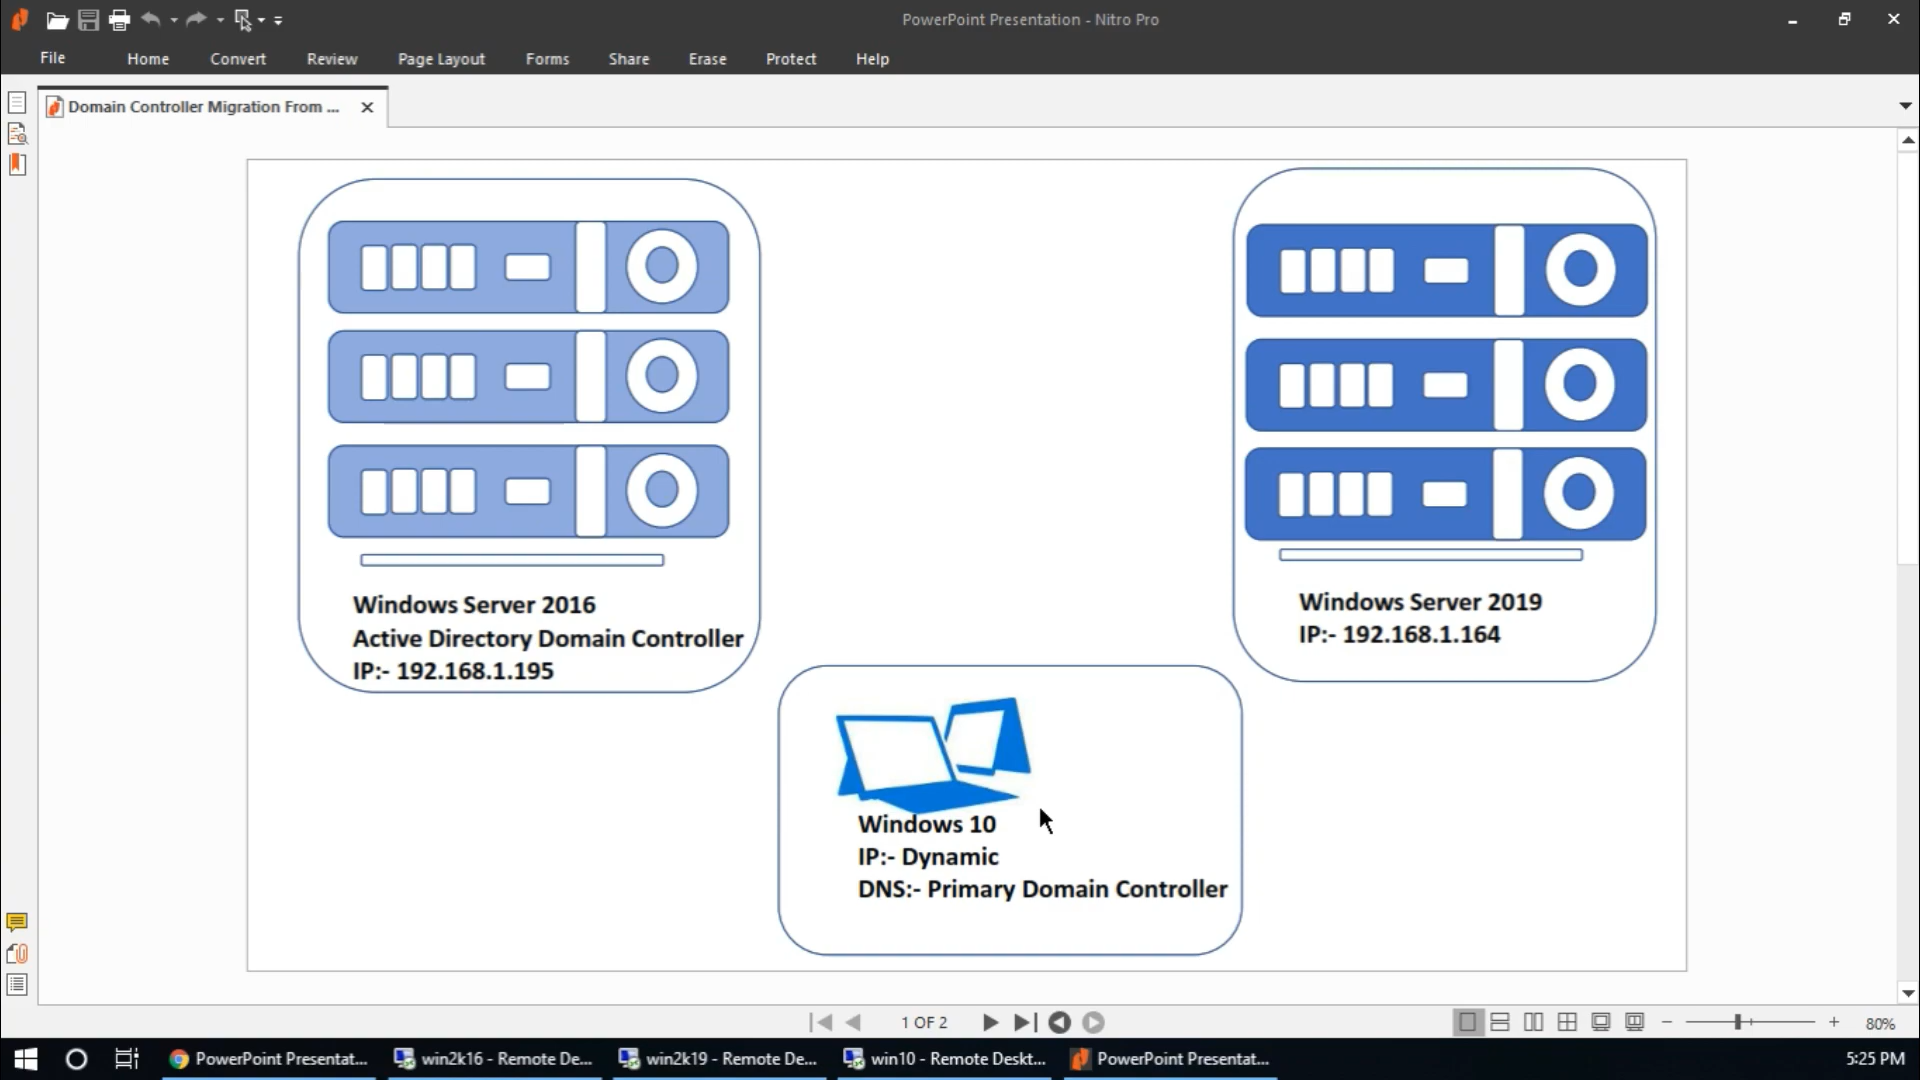 PowerPoint Presentation - Nitro Pro
File Home Convert Review Page Layout Forms Share Erase Protect Help
Domain Controller Migration From ...
Windows Server 2016
Active Directory Domain Controller
IP:- 192.168.1.195
Windows Server 2019
IP:- 192.168.1.164
Windows 10
IP:- Dynamic
DNS:- Primary Domain Controller
1 OF 2
80%
PowerPoint Presentat... win2k16 - Remote De... win2k19 - Remote De... win10 - Remote Deskt... PowerPoint Presentat... 5:25 PM